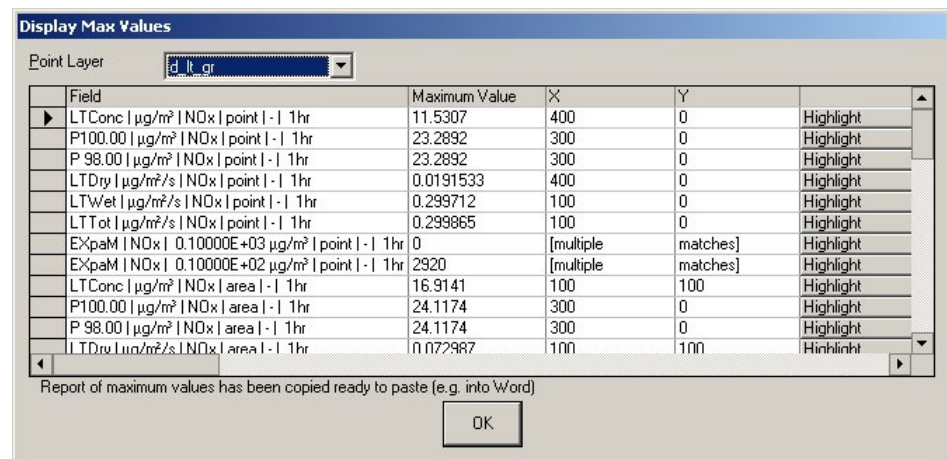 Display Max Values
Point Layer d_lt_gr
Field Maximum Value X Y
LTConc | µg/m³ | NOx | point | - | 1hr 11.5307 400 0 Highlight
P100.00 | µg/m³ | NOx | point | - | 1hr 23.2892 300 0 Highlight
P 98.00 | µg/m³ | NOx | point | - | 1hr 23.2892 300 0 Highlight
LTDry | µg/m²/s | NOx | point | - | 1hr 0.0191533 400 0 Highlight
LTWet | µg/m²/s | NOx | point | - | 1hr 0.299712 100 0 Highlight
LTTot | µg/m²/s | NOx | point | - | 1hr 0.299865 100 0 Highlight
EXpaM | NOx | 0.10000E+03 µg/m³ | point | - | 1hr 0 [multiple matches] Highlight
EXpaM | NOx | 0.10000E+02 µg/m³ | point | - | 1hr 2920 [multiple matches] Highlight
LTConc | µg/m³ | NOx | area | - | 1hr 16.9141 100 100 Highlight
P100.00 | µg/m³ | NOx | area | - | 1hr 24.1174 300 0 Highlight
P 98.00 | µg/m³ | NOx | area | - | 1hr 24.1174 300 0 Highlight
LTDry | µg/m²/s | NOx | area | - | 1hr 0.072987 100 100 Highlight
Report of maximum values has been copied ready to paste (e.g. into Word)
OK